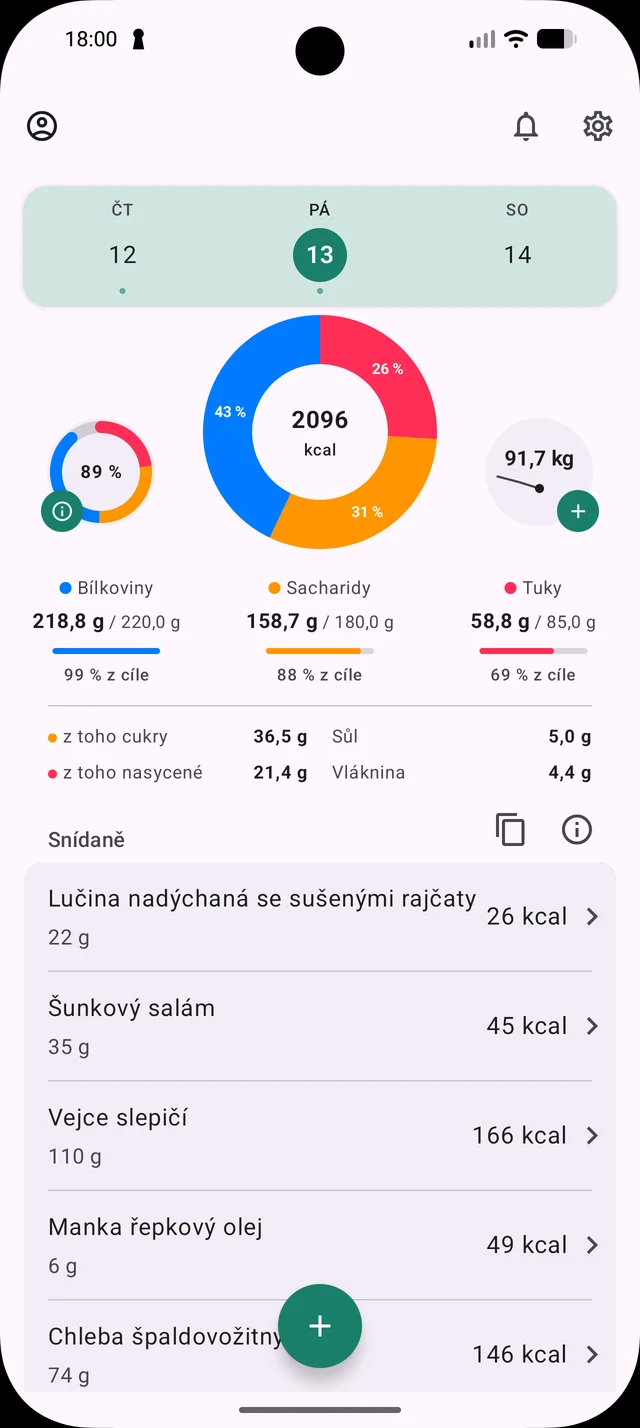 18:00
ČT PÁ SO
12 13 14
26 %
43 %
2096
kcal
31 %
89 %
91,7 kg
Bílkoviny Sacharidy Tuky
218,8 g / 220,0 g 158,7 g / 180,0 g 58,8 g / 85,0 g
99 % z cíle 88 % z cíle 69 % z cíle
z toho cukry 36,5 g Sůl 5,0 g
z toho nasycené 21,4 g Vláknina 4,4 g
Snídaně
Lučina nadýchaná se sušenými rajčaty
26 kcal
22 g
Šunkový salám
45 kcal
35 g
Vejce slepičí
166 kcal
110 g
Manka řepkový olej
49 kcal
6 g
Chleba špaldovožitný
146 kcal
74 g